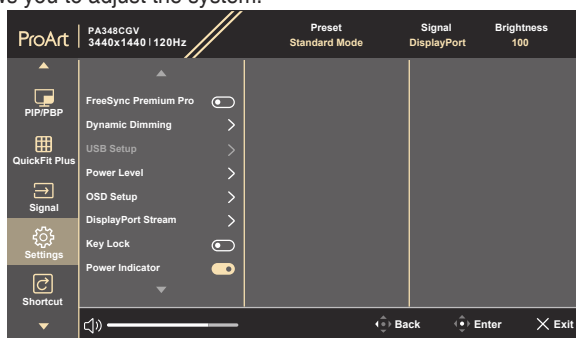 ve you to adjust the system.
ProArt
PA348CGV
3440x1440 | 120Hz
Preset
Standard Mode
Signal
DisplayPort
Brightness
100
PIP/PBP
QuickFit Plus
Signal
Settings
Shortcut
FreeSync Premium Pro
Dynamic Dimming
USB Setup
Power Level
OSD Setup
DisplayPort Stream
Key Lock
Power Indicator
Back
Enter
Exit